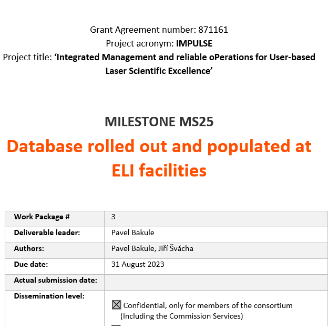 Grant Agreement number: 871161
Project acronym: IMPULSE
Project title: 'Integrated Management and reliable oPerations for User-based
Laser Scientific Excellence'
MILESTONE MS25
Database rolled out and populated at
ELI facilities
Work Package # 3
Deliverable leader: Pavel Bakule
Authors: Pavel Bakule, Jiří Švácha
Due date: 31 August 2023
Actual submission date:
Dissemination level:
☒ Confidential, only for members of the consortium
(Including the Commission Services)